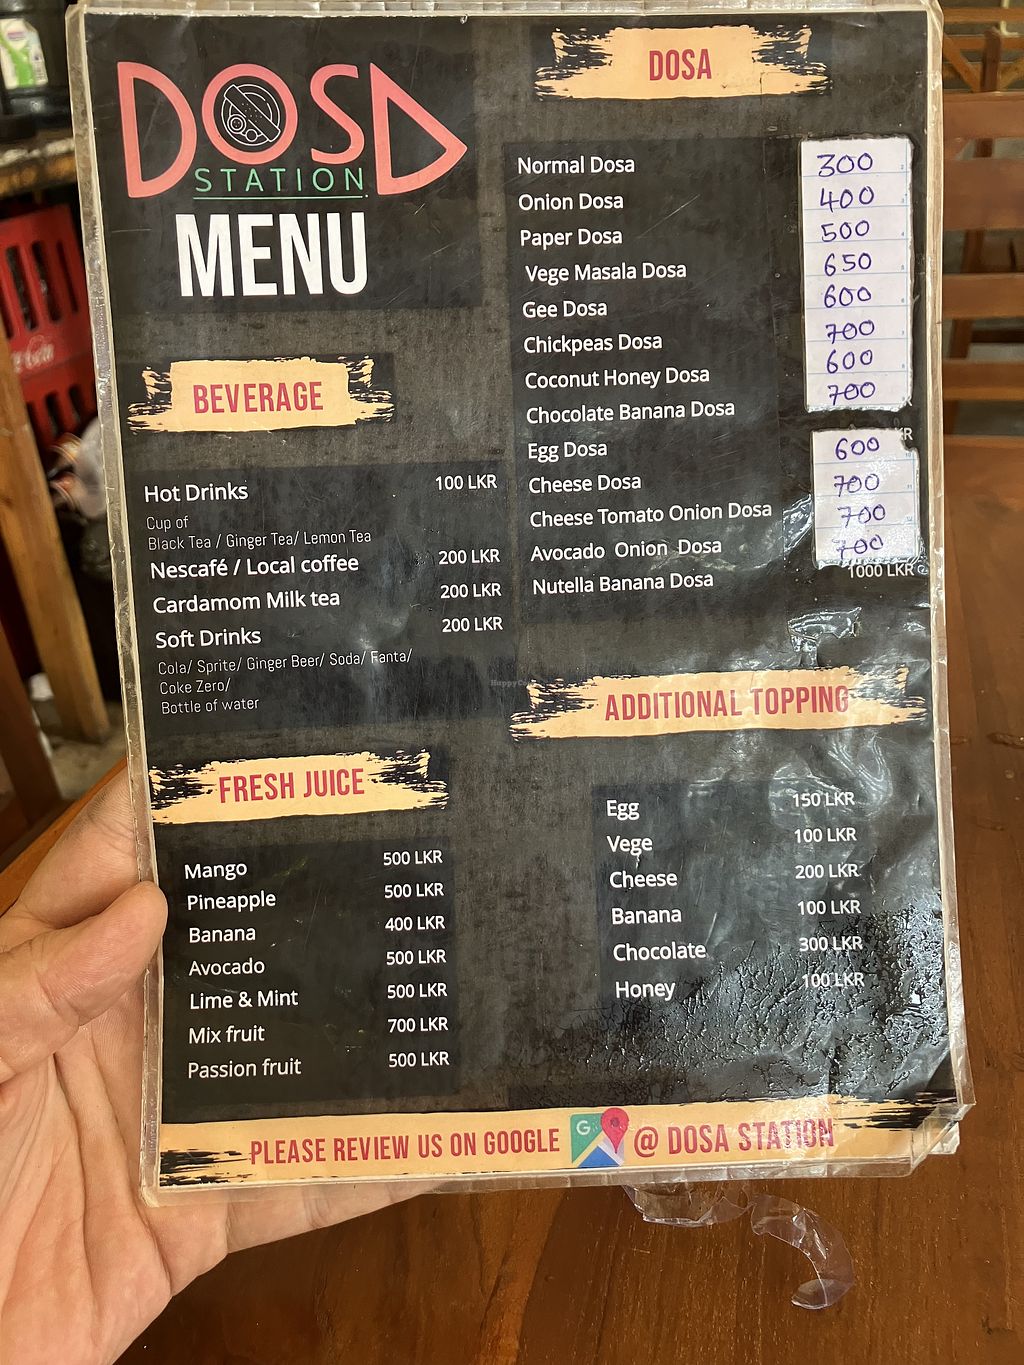 DOSA
STATION
MENU
BEVERAGE
Hot Drinks 100 LKR
Cup of
Black Tea / Ginger Tea/ Lemon Tea
Nescafé / Local coffee 200 LKR
Cardamom Milk tea 200 LKR
Soft Drinks 200 LKR
Cola/ Sprite/ Ginger Beer/ Soda/ Fanta/
Coke Zero/
Bottle of water
FRESH JUICE
Mango 500 LKR
Pineapple 500 LKR
Banana 400 LKR
Avocado 500 LKR
Lime & Mint 500 LKR
Mix fruit 700 LKR
Passion fruit 500 LKR
DOSA
Normal Dosa 300
Onion Dosa 400
Paper Dosa 500
Vege Masala Dosa 650
Gee Dosa 600
Chickpeas Dosa 700
Coconut Honey Dosa 600
Chocolate Banana Dosa 700
Egg Dosa 600
Cheese Dosa 700
Cheese Tomato Onion Dosa 700
Avocado Onion Dosa 700
Nutella Banana Dosa 1000 LKR
ADDITIONAL TOPPING
Egg 150 LKR
Vege 100 LKR
Cheese 200 LKR
Banana 100 LKR
Chocolate 300 LKR
Honey 100 LKR
PLEASE REVIEW US ON GOOGLE G @ DOSA STATION